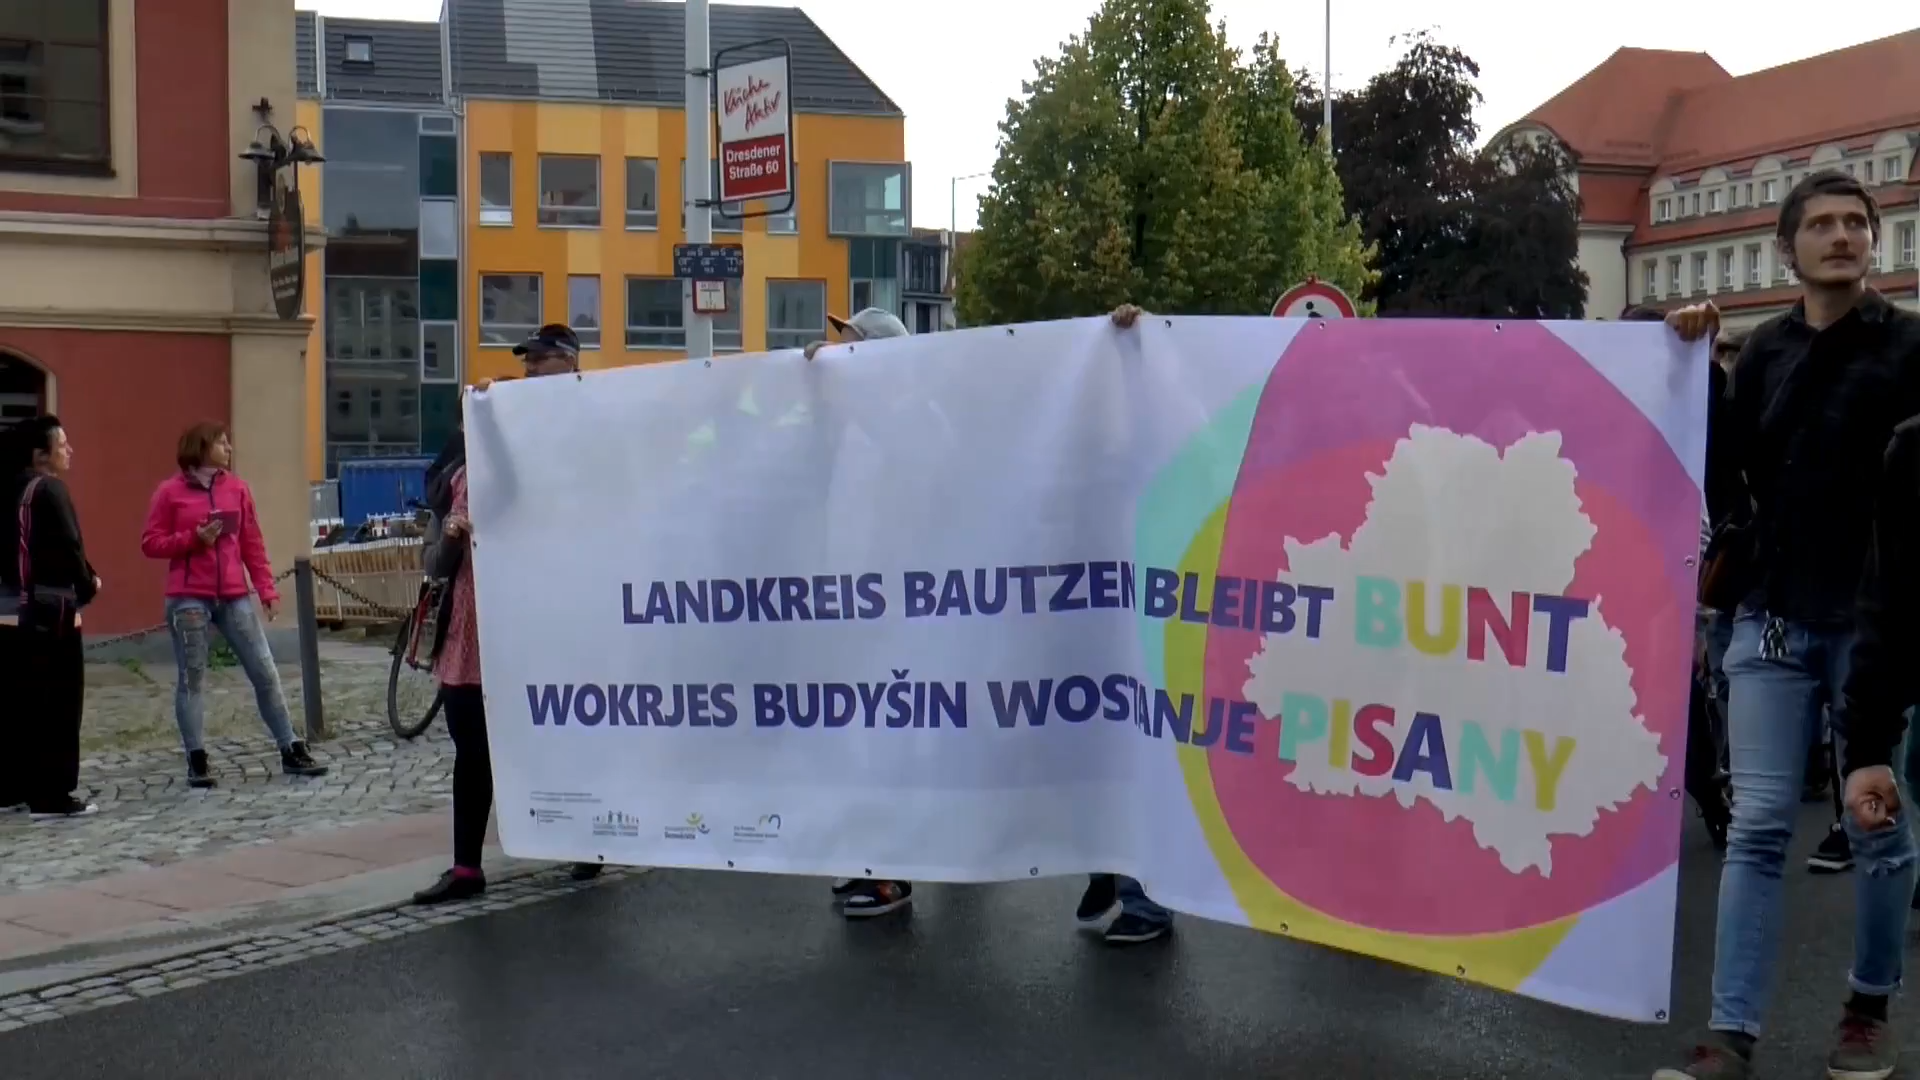 Küche
Aktiv
Dresdener
Straße 60
LANDKREIS BAUTZEN BLEIBT BUNT
WOKRJES BUDYŠIN WOSTANJE PISANY